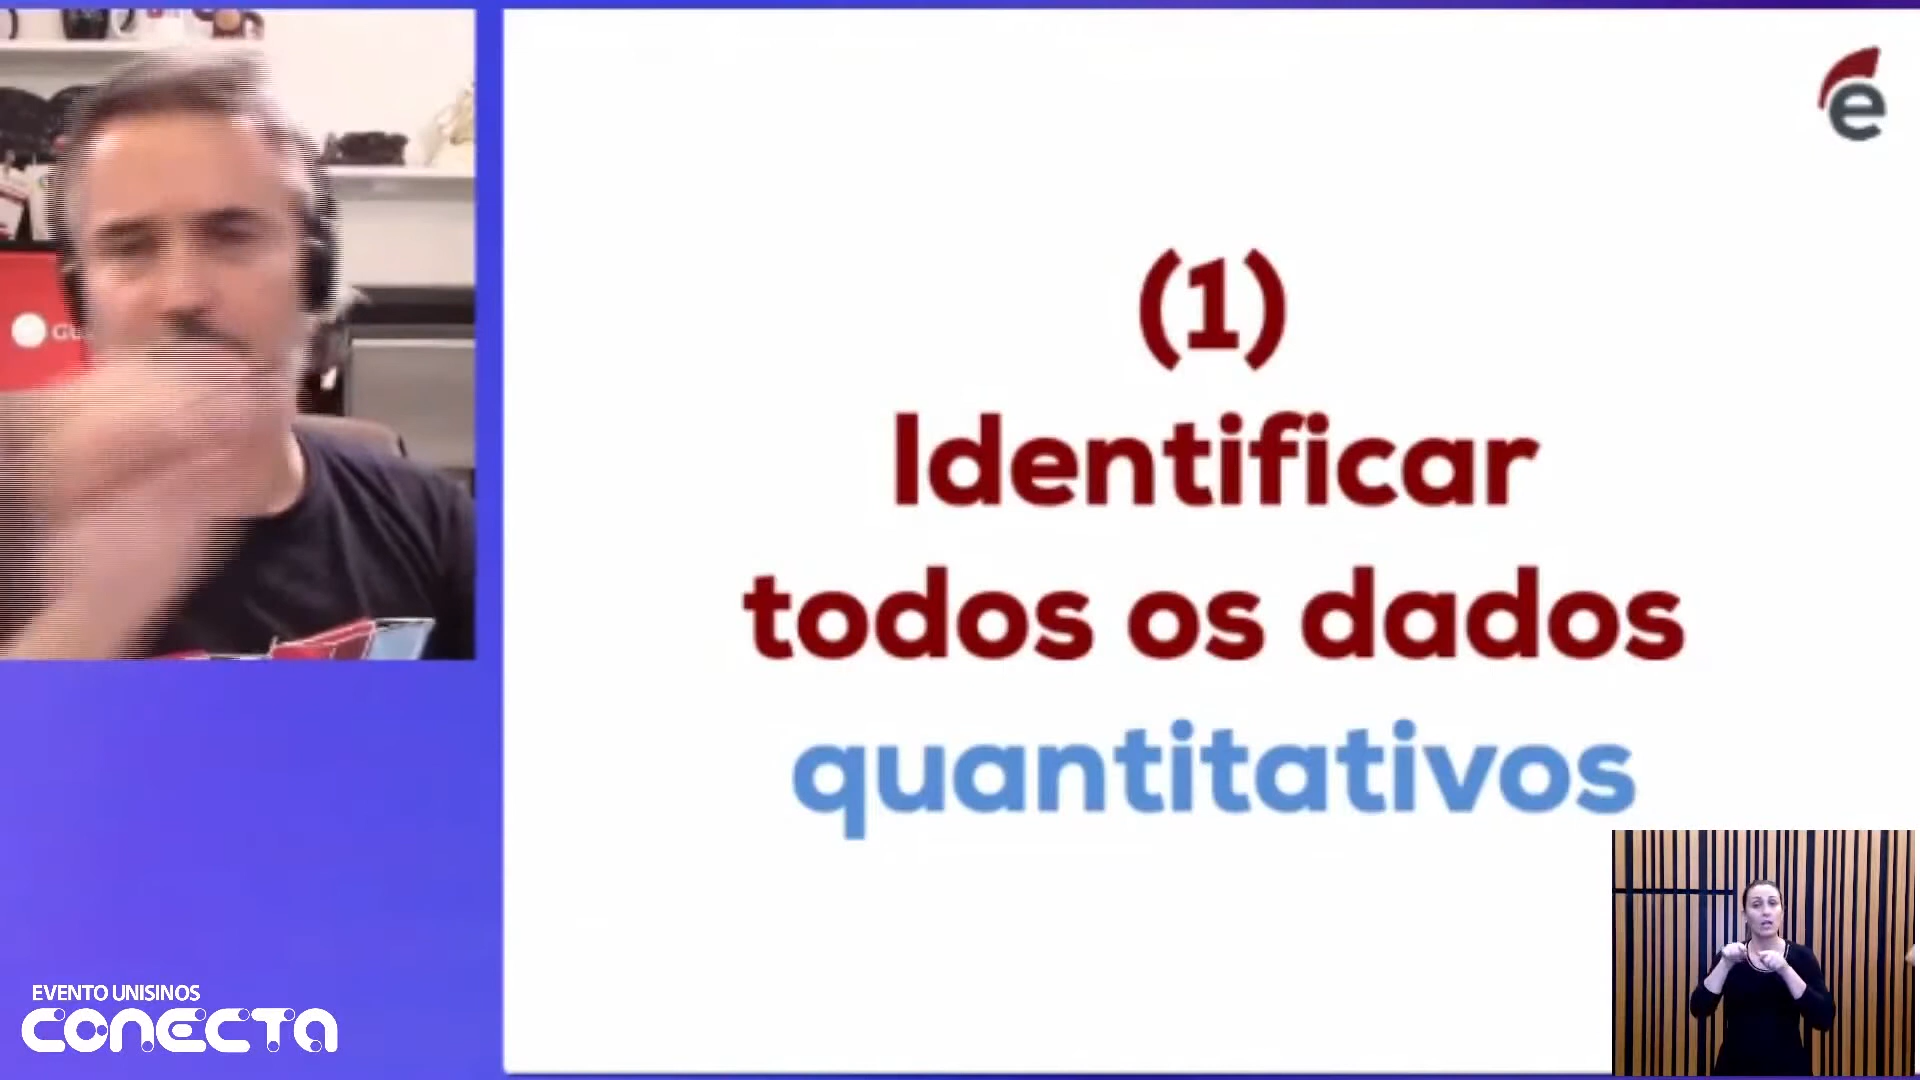 e
(1)
Identificar
todos os dados
quantitativos
EVENTO UNISINOS
CONECTA